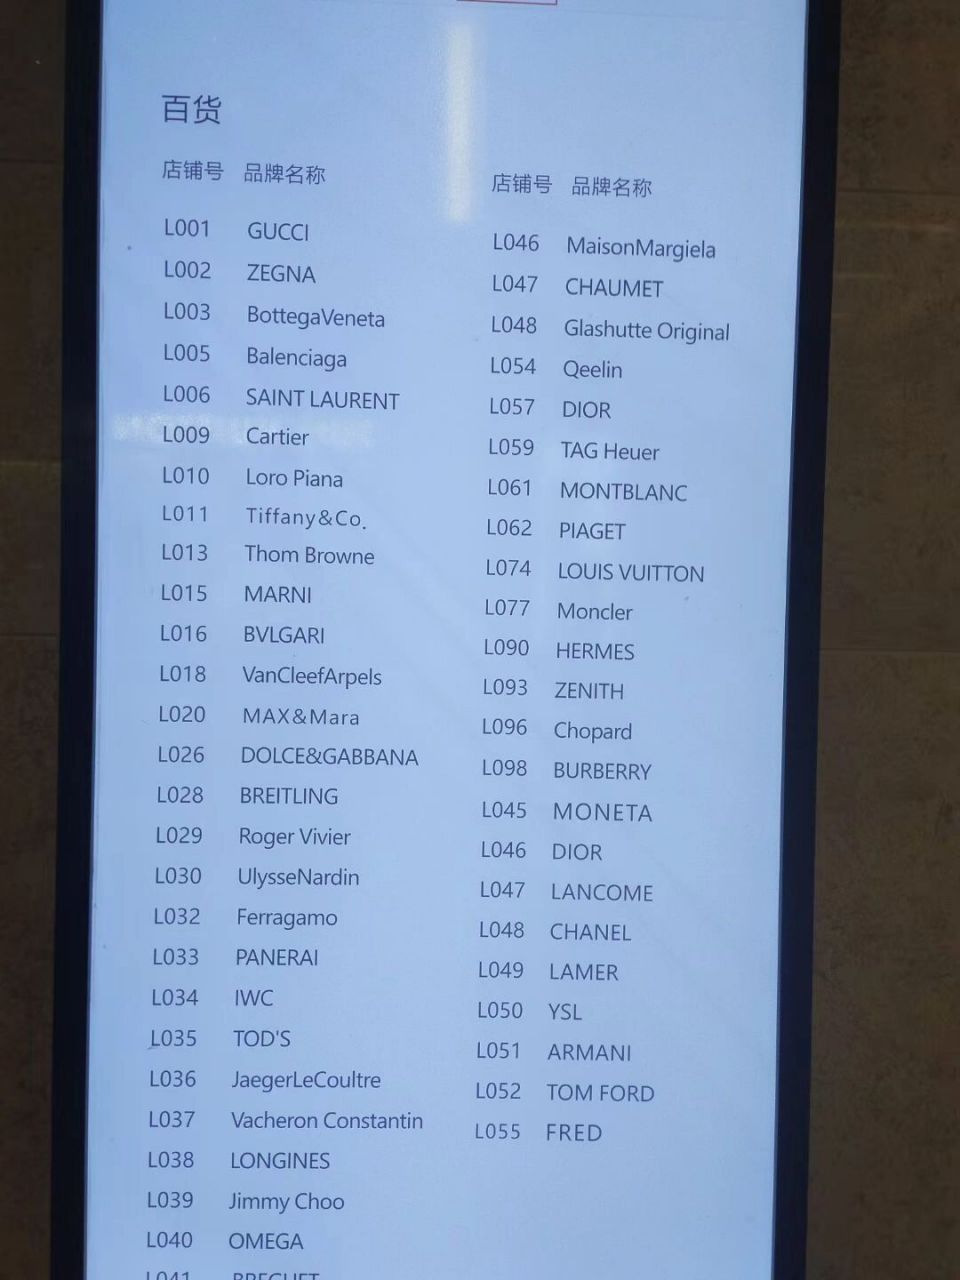 百货
店铺号 品牌名称
L001 GUCCI
L002 ZEGNA
L003 BottegaVeneta
L005 Balenciaga
L006 SAINT LAURENT
L009 Cartier
L010 Loro Piana
L011 Tiffany&Co.
L013 Thom Browne
L015 MARNI
L016 BVLGARI
L018 VanCleefArpels
L020 MAX&Mara
L026 DOLCE&GABBANA
L028 BREITLING
L029 Roger Vivier
L030 UlysseNardin
L032 Ferragamo
L033 PANERAI
L034 IWC
L035 TOD'S
L036 JaegerLeCoultre
L037 Vacheron Constantin
L038 LONGINES
L039 Jimmy Choo
L040 OMEGA
L041 BREGUET
店铺号 品牌名称
L046 MaisonMargiela
L047 CHAUMET
L048 Glashutte Original
L054 Qeelin
L057 DIOR
L059 TAG Heuer
L061 MONTBLANC
L062 PIAGET
L074 LOUIS VUITTON
L077 Moncler
L090 HERMES
L093 ZENITH
L096 Chopard
L098 BURBERRY
L045 MONETA
L046 DIOR
L047 LANCOME
L048 CHANEL
L049 LAMER
L050 YSL
L051 ARMANI
L052 TOM FORD
L055 FRED